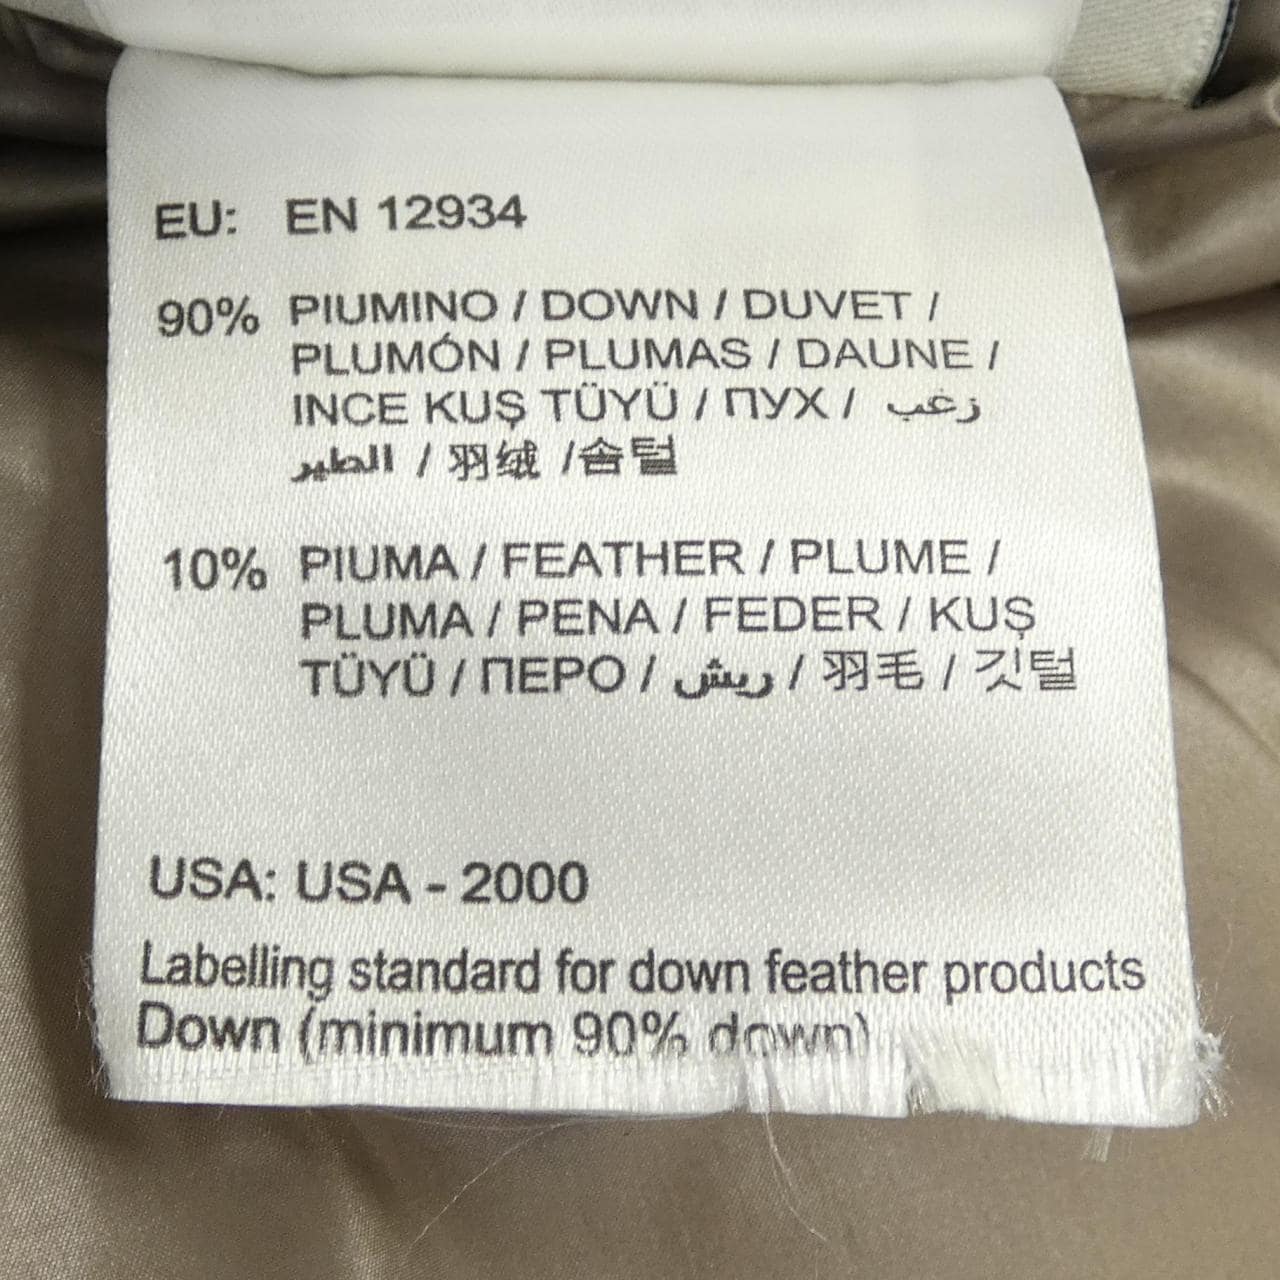 EU: EN 12934
90% PIUMINO / DOWN / DUVET /
PLUMÓN / PLUMAS / DAUNE /
INCE KUŞ TÜYÜ / ПУХ / زغب
الطير / 羽绒 /솜털
10% PIUMA / FEATHER / PLUME /
PLUMA / PENA / FEDER / KUŞ
TÜYÜ / ПЕРО / ريش / 羽毛 / 깃털
USA: USA - 2000
Labelling standard for down feather products
Down (minimum 90% down)